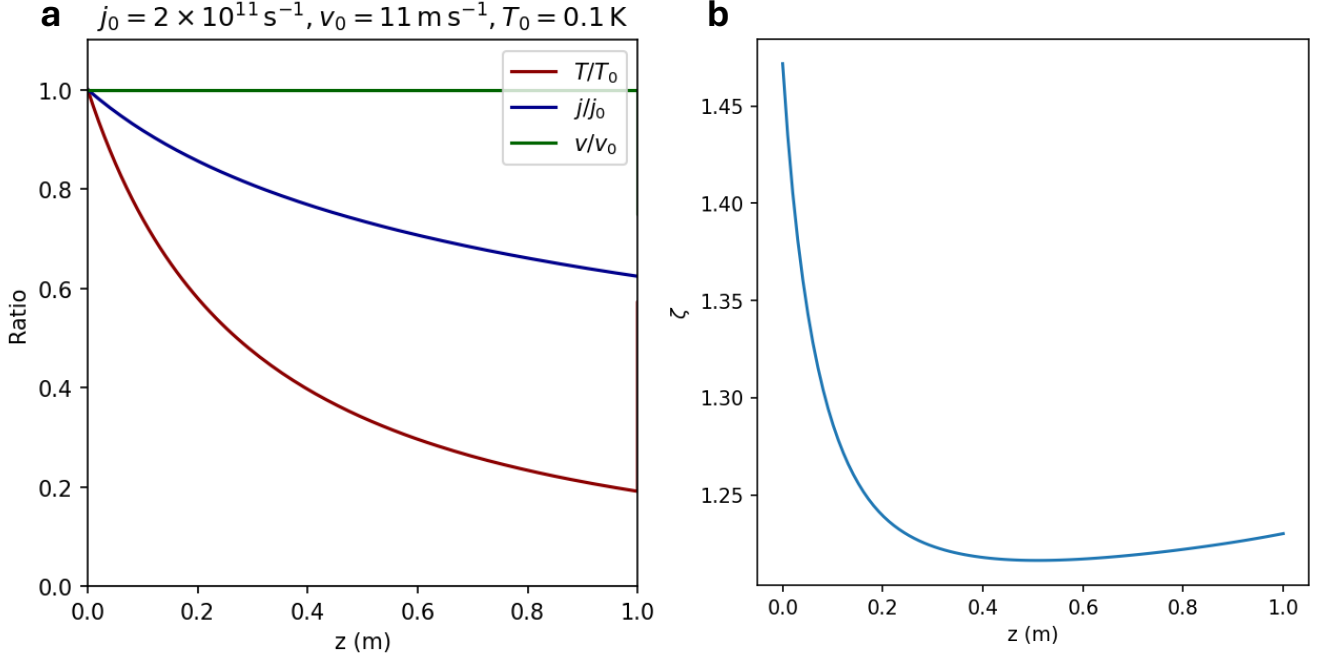 a
j₀ = 2 × 10¹¹ s⁻¹, v₀ = 11 m s⁻¹, T₀ = 0.1 K
T/T₀
j/j₀
v/v₀
1.0
0.8
0.6
0.4
0.2
0.0
Ratio
0.0 0.2 0.4 0.6 0.8 1.0
z (m)
b
1.45
1.40
1.35
1.30
1.25
ζ
0.0 0.2 0.4 0.6 0.8 1.0
z (m)